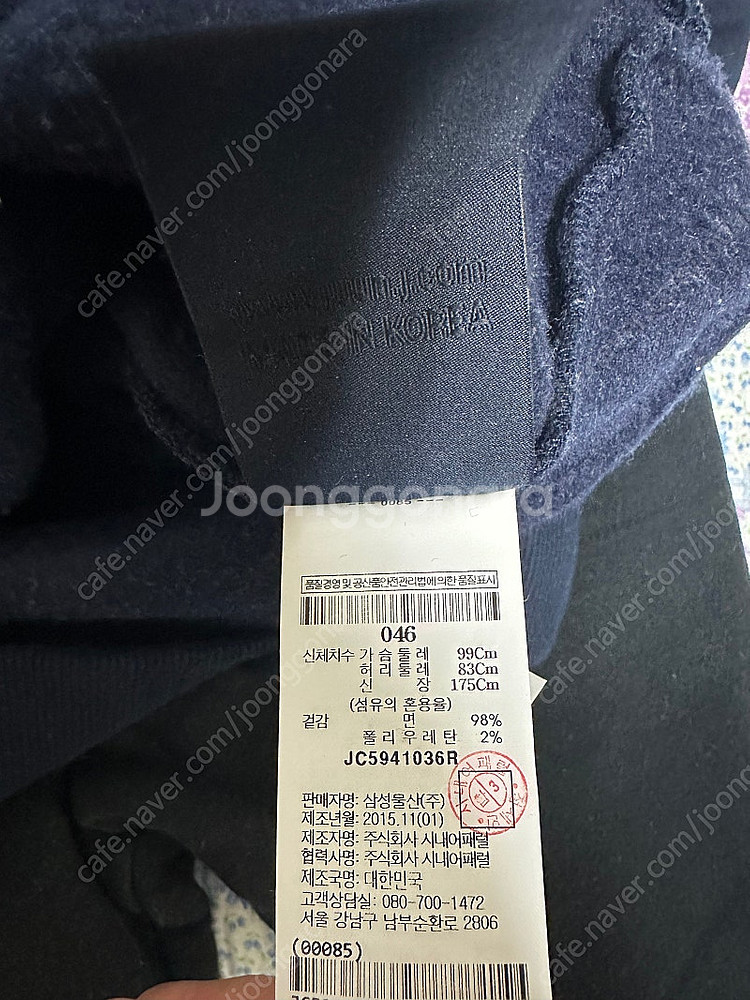 MADE IN KOREA
품질경영 및 공산품안전관리법에 의한 품질표시
046
신체치수 가 슴 둘 레 99Cm
허 리 둘 레 83Cm
신 장 175Cm
(섬유의 혼용율)
겉감 면 98%
폴 리 우 레 탄 2%
JC5941036R
판매자명: 삼성물산(주)
제조년월: 2015.11(01)
제조자명: 주식회사 시내어패럴
협력사명: 주식회사 시내어패럴
제조국명: 대한민국
고객상담실: 080-700-1472
서울 강남구 남부순환로 2806
(00085)
Joonggonara
cafe.naver.com/joonggonara